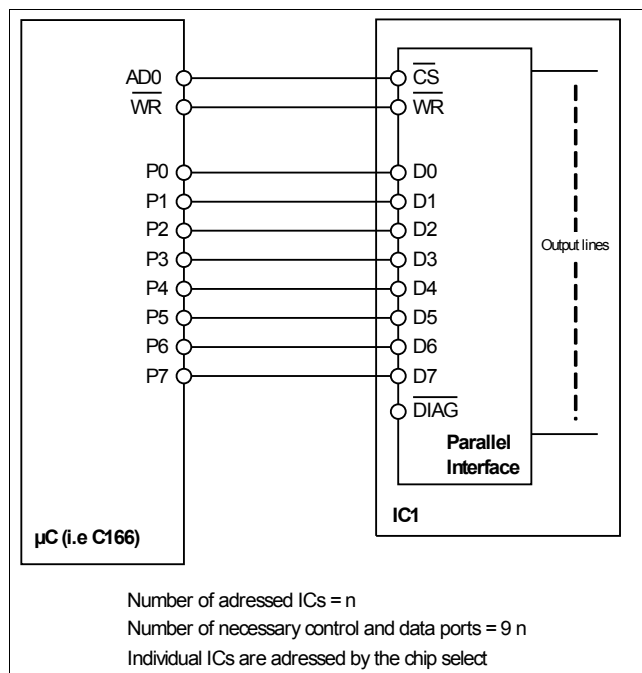 AD0 CS
WR WR
P0 D0
P1 D1
P2 D2
P3 D3
P4 D4
P5 D5
P6 D6
P7 D7
DIAG
Output lines
Parallel
Interface
µC (i.e C166)
IC1
Number of adressed ICs = n
Number of necessary control and data ports = 9 n
Individual ICs are adressed by the chip select